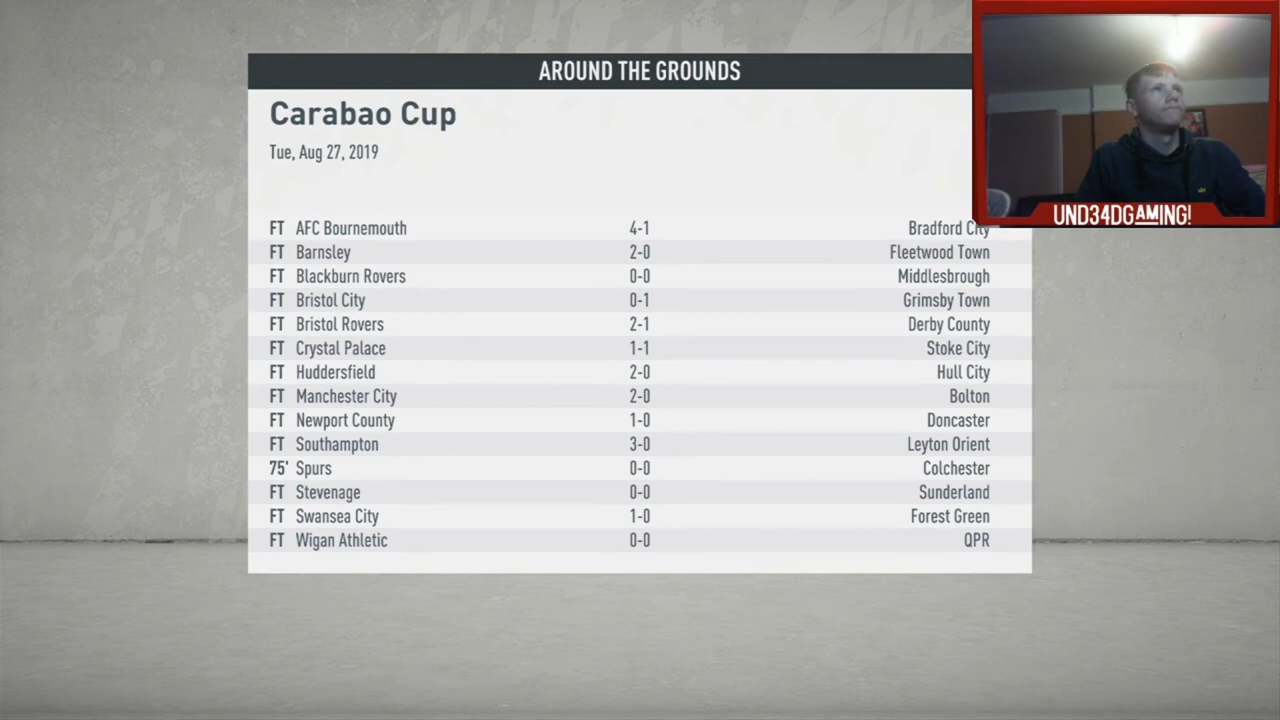 AROUND THE GROUNDS
Carabao Cup
Tue, Aug 27, 2019
FT AFC Bournemouth 4-1 Bradford City
FT Barnsley 2-0 Fleetwood Town
FT Blackburn Rovers 0-0 Middlesbrough
FT Bristol City 0-1 Grimsby Town
FT Bristol Rovers 2-1 Derby County
FT Crystal Palace 1-1 Stoke City
FT Huddersfield 2-0 Hull City
FT Manchester City 2-0 Bolton
FT Newport County 1-0 Doncaster
FT Southampton 3-0 Leyton Orient
75' Spurs 0-0 Colchester
FT Stevenage 0-0 Sunderland
FT Swansea City 1-0 Forest Green
FT Wigan Athletic 0-0 QPR
UND34DGAMING!